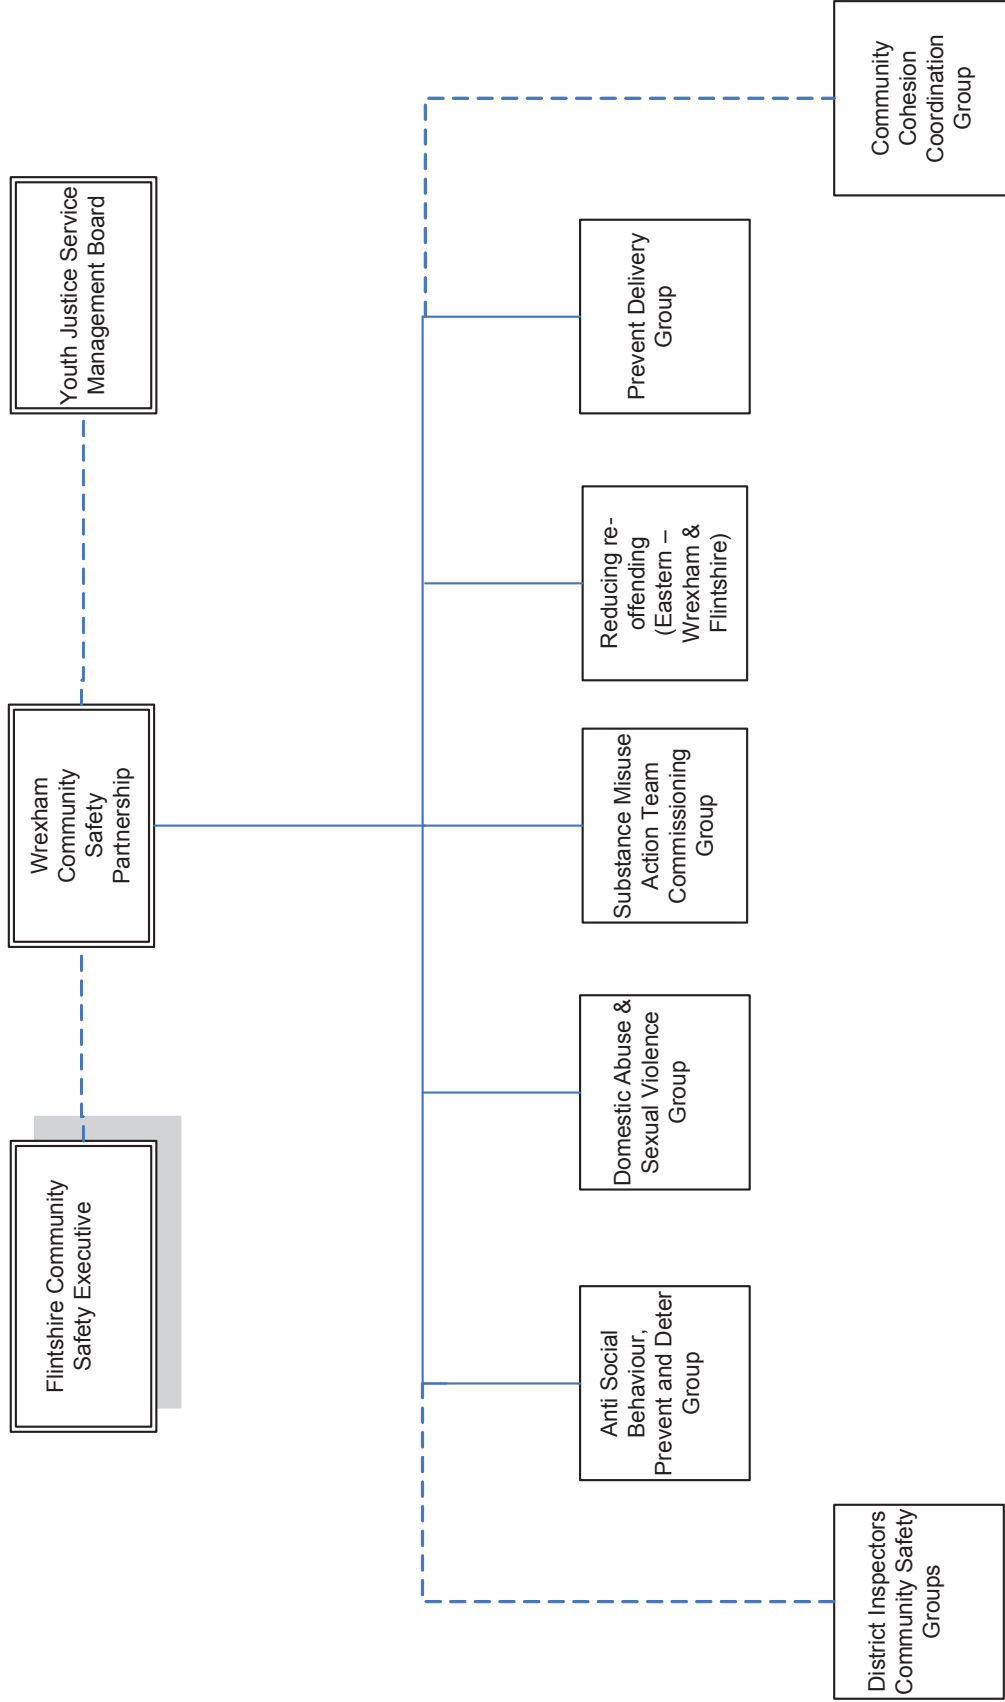 Flintshire Community
Safety Executive
Wrexham
Community
Safety
Partnership
Youth Justice Service
Management Board
Anti Social
Behaviour,
Prevent and Deter
Group
Domestic Abuse &
Sexual Violence
Group
Substance Misuse
Action Team
Commissioning
Group
Reducing re-
offending
(Eastern –
Wrexham &
Flintshire)
Prevent Delivery
Group
District Inspectors
Community Safety
Groups
Community
Cohesion
Coordination
Group